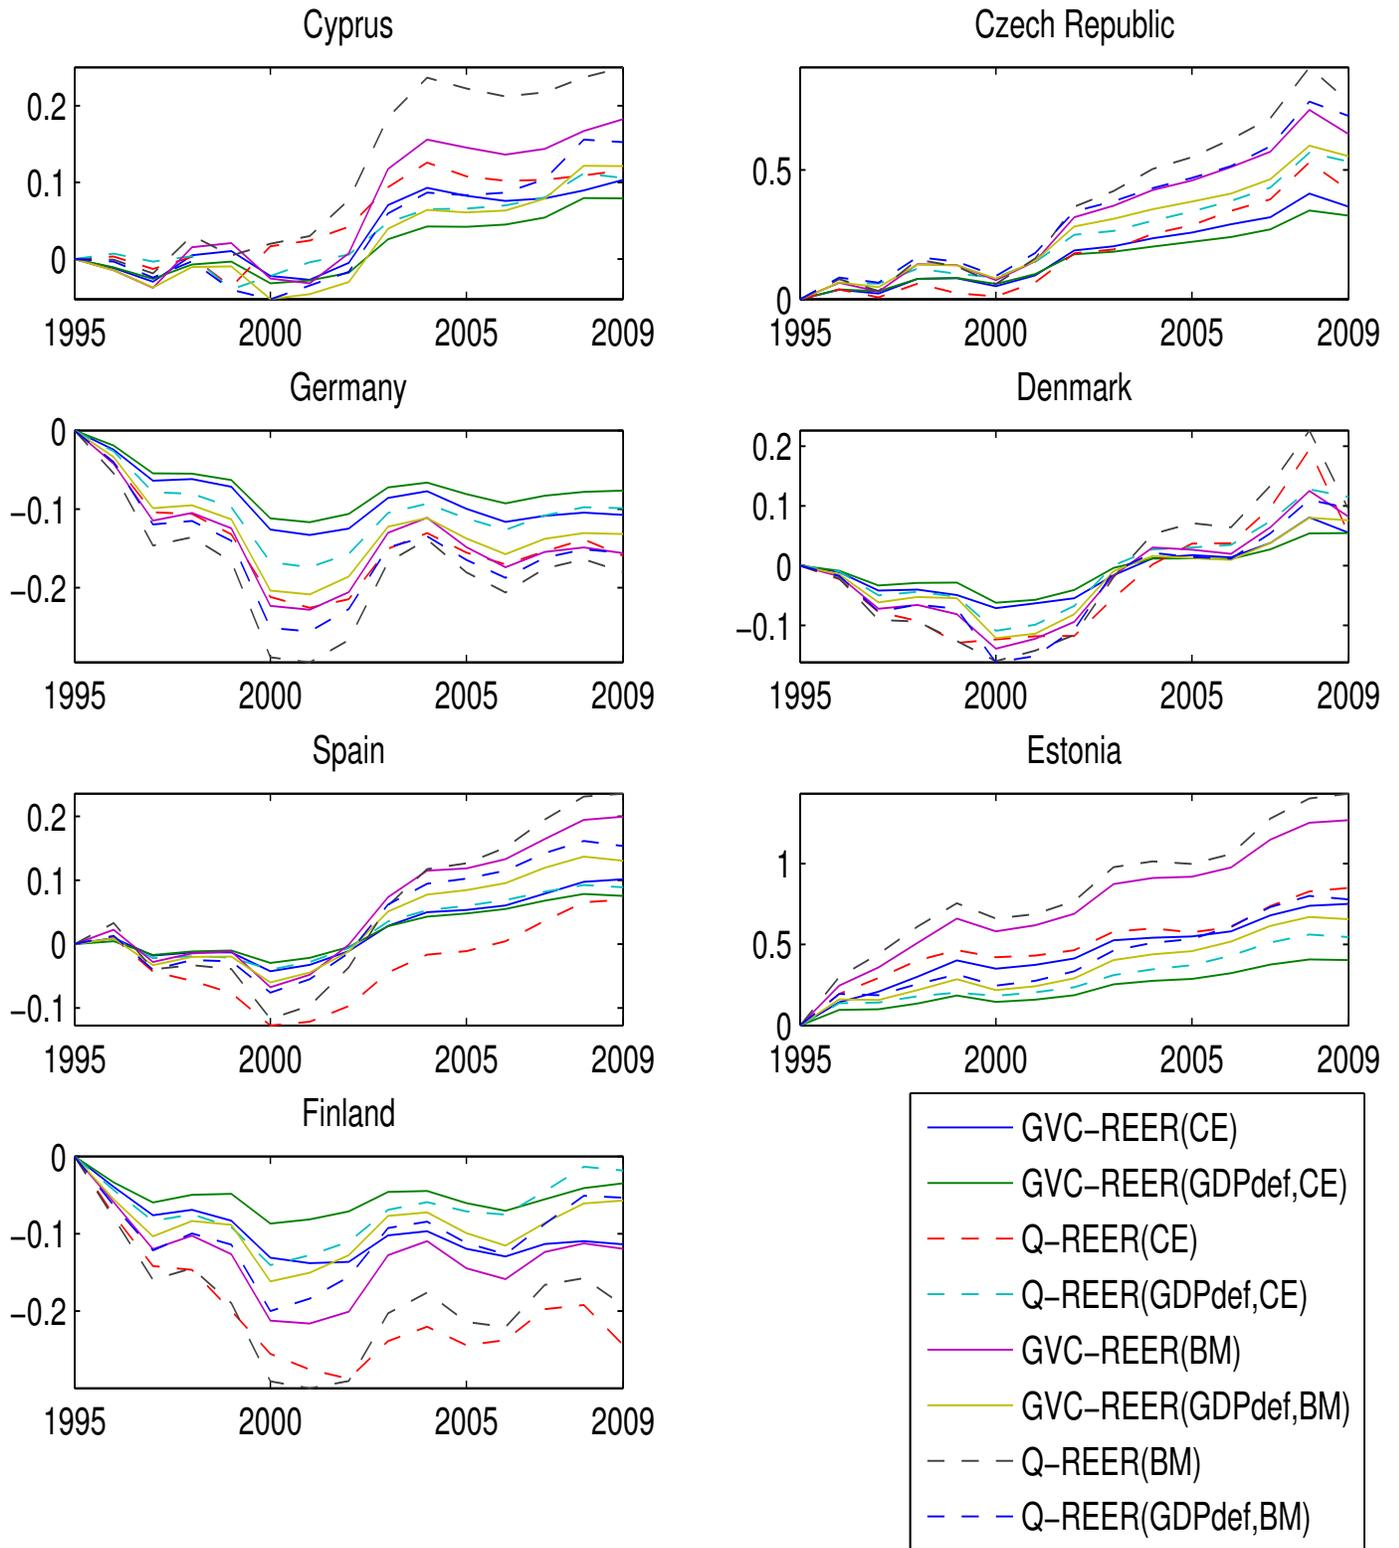 Cyprus
0.2
0.1
0
1995 2000 2005 2009
Czech Republic
0.5
0
1995 2000 2005 2009
Germany
0
−0.1
−0.2
1995 2000 2005 2009
Denmark
0.2
0.1
0
−0.1
1995 2000 2005 2009
Spain
0.2
0.1
0
−0.1
1995 2000 2005 2009
Estonia
1
0.5
0
1995 2000 2005 2009
Finland
0
−0.1
−0.2
1995 2000 2005 2009
GVC−REER(CE)
GVC−REER(GDPdef,CE)
Q−REER(CE)
Q−REER(GDPdef,CE)
GVC−REER(BM)
GVC−REER(GDPdef,BM)
Q−REER(BM)
Q−REER(GDPdef,BM)